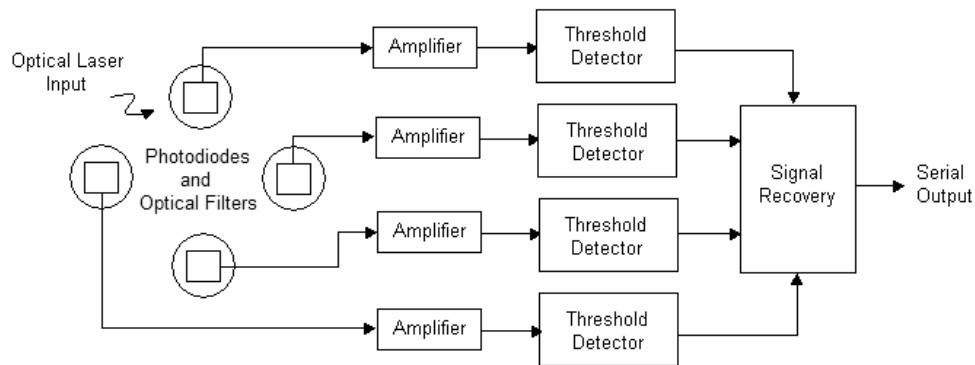 Optical Laser
Input
Amplifier
Threshold
Detector
Photodiodes
and
Optical Filters
Amplifier
Threshold
Detector
Signal
Recovery
Serial
Output
Amplifier
Threshold
Detector
Amplifier
Threshold
Detector